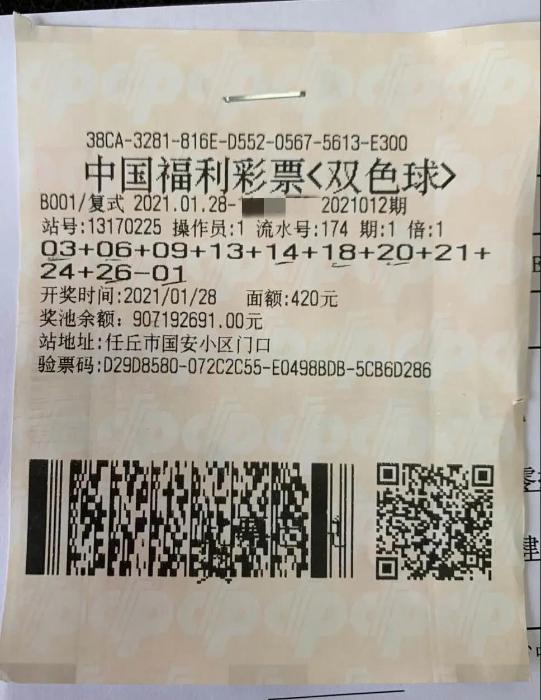 38CA-3281-816E-D552-0567-5613-E300
中国福利彩票<双色球>
B001/复式 2021.01.28-1 2021012期
站号:13170225 操作员:1 流水号:174 期:1 倍:1
03+06+09+13+14+18+20+21+
24+26-01
开奖时间:2021/01/28 面额:420元
奖池余额: 907192691.00元
站地址:任丘市国安小区门口
验票码:D29D8580-072C2C55-E0498BDB-5CB6D286